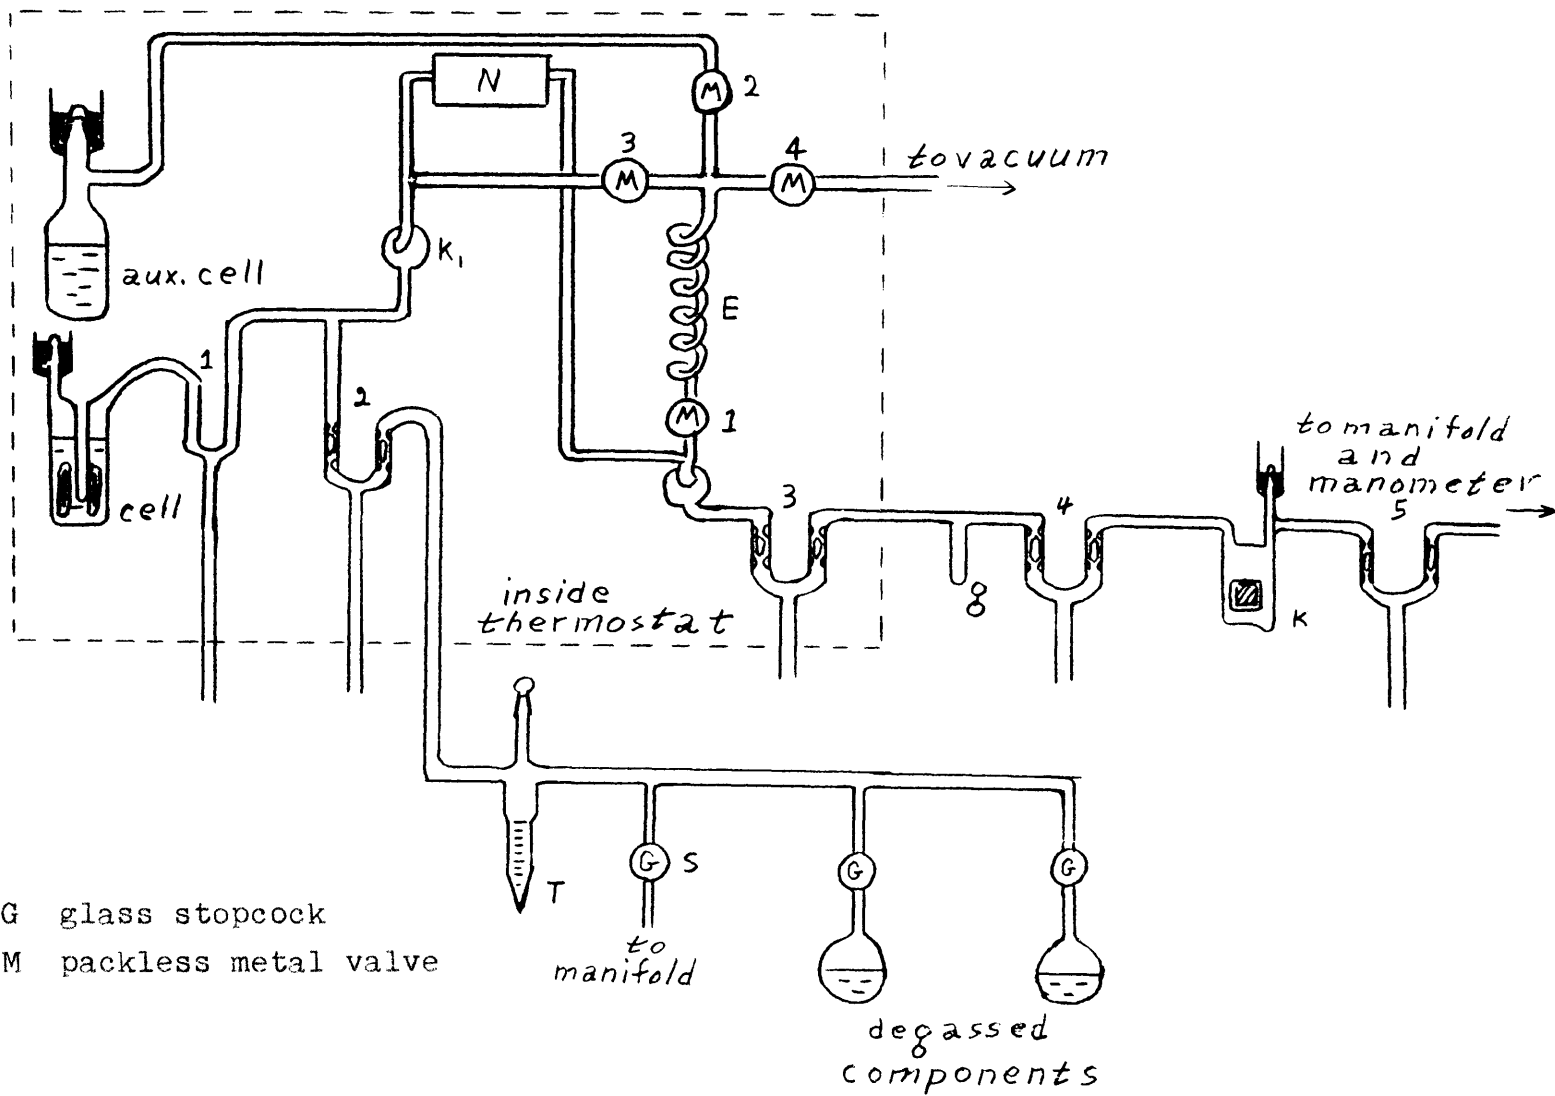 N
M 2
3
M
4
M
to vacuum
K1
aux. cell
E
1
2
M 1
cell
3
4
to manifold
and
manometer
5
inside
thermostat
g
K
T
G S
G
G
G glass stopcock
M packless metal valve
to
manifold
degassed
components